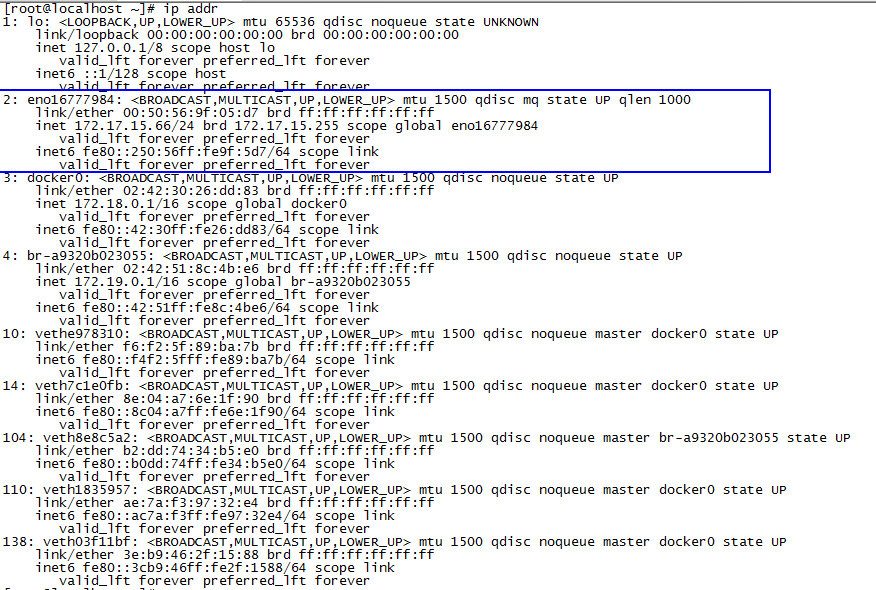 [root@localhost ~]# ip addr
1: lo: <LOOPBACK,UP,LOWER_UP> mtu 65536 qdisc noqueue state UNKNOWN
link/loopback 00:00:00:00:00:00 brd 00:00:00:00:00:00
inet 127.0.0.1/8 scope host lo
valid_lft forever preferred_lft forever
inet6 ::1/128 scope host
valid_lft forever preferred_lft forever
2: eno16777984: <BROADCAST,MULTICAST,UP,LOWER_UP> mtu 1500 qdisc mq state UP qlen 1000
link/ether 00:50:56:9f:05:d7 brd ff:ff:ff:ff:ff:ff
inet 172.17.15.66/24 brd 172.17.15.255 scope global eno16777984
valid_lft forever preferred_lft forever
inet6 fe80::250:56ff:fe9f:5d7/64 scope link
valid_lft forever preferred_lft forever
3: docker0: <BROADCAST,MULTICAST,UP,LOWER_UP> mtu 1500 qdisc noqueue state UP
link/ether 02:42:30:26:dd:83 brd ff:ff:ff:ff:ff:ff
inet 172.18.0.1/16 scope global docker0
valid_lft forever preferred_lft forever
inet6 fe80::42:30ff:fe26:dd83/64 scope link
valid_lft forever preferred_lft forever
4: br-a9320b023055: <BROADCAST,MULTICAST,UP,LOWER_UP> mtu 1500 qdisc noqueue state UP
link/ether 02:42:51:8c:4b:e6 brd ff:ff:ff:ff:ff:ff
inet 172.19.0.1/16 scope global br-a9320b023055
valid_lft forever preferred_lft forever
inet6 fe80::42:51ff:fe8c:4be6/64 scope link
valid_lft forever preferred_lft forever
10: vethe978310: <BROADCAST,MULTICAST,UP,LOWER_UP> mtu 1500 qdisc noqueue master docker0 state UP
link/ether f6:f2:5f:89:ba:7b brd ff:ff:ff:ff:ff:ff
inet6 fe80::f4f2:5fff:fe89:ba7b/64 scope link
valid_lft forever preferred_lft forever
14: veth7c1e0fb: <BROADCAST,MULTICAST,UP,LOWER_UP> mtu 1500 qdisc noqueue master docker0 state UP
link/ether 8e:04:a7:6e:1f:90 brd ff:ff:ff:ff:ff:ff
inet6 fe80::8c04:a7ff:fe6e:1f90/64 scope link
valid_lft forever preferred_lft forever
104: veth8e8c5a2: <BROADCAST,MULTICAST,UP,LOWER_UP> mtu 1500 qdisc noqueue master br-a9320b023055 state UP
link/ether b2:dd:74:34:b5:e0 brd ff:ff:ff:ff:ff:ff
inet6 fe80::b0dd:74ff:fe34:b5e0/64 scope link
valid_lft forever preferred_lft forever
110: veth1835957: <BROADCAST,MULTICAST,UP,LOWER_UP> mtu 1500 qdisc noqueue master docker0 state UP
link/ether ae:7a:f3:97:32:e4 brd ff:ff:ff:ff:ff:ff
inet6 fe80::ac7a:f3ff:fe97:32e4/64 scope link
valid_lft forever preferred_lft forever
138: veth03f11bf: <BROADCAST,MULTICAST,UP,LOWER_UP> mtu 1500 qdisc noqueue master docker0 state UP
link/ether 3e:b9:46:2f:15:88 brd ff:ff:ff:ff:ff:ff
inet6 fe80::3cb9:46ff:fe2f:1588/64 scope link
valid_lft forever preferred_lft forever